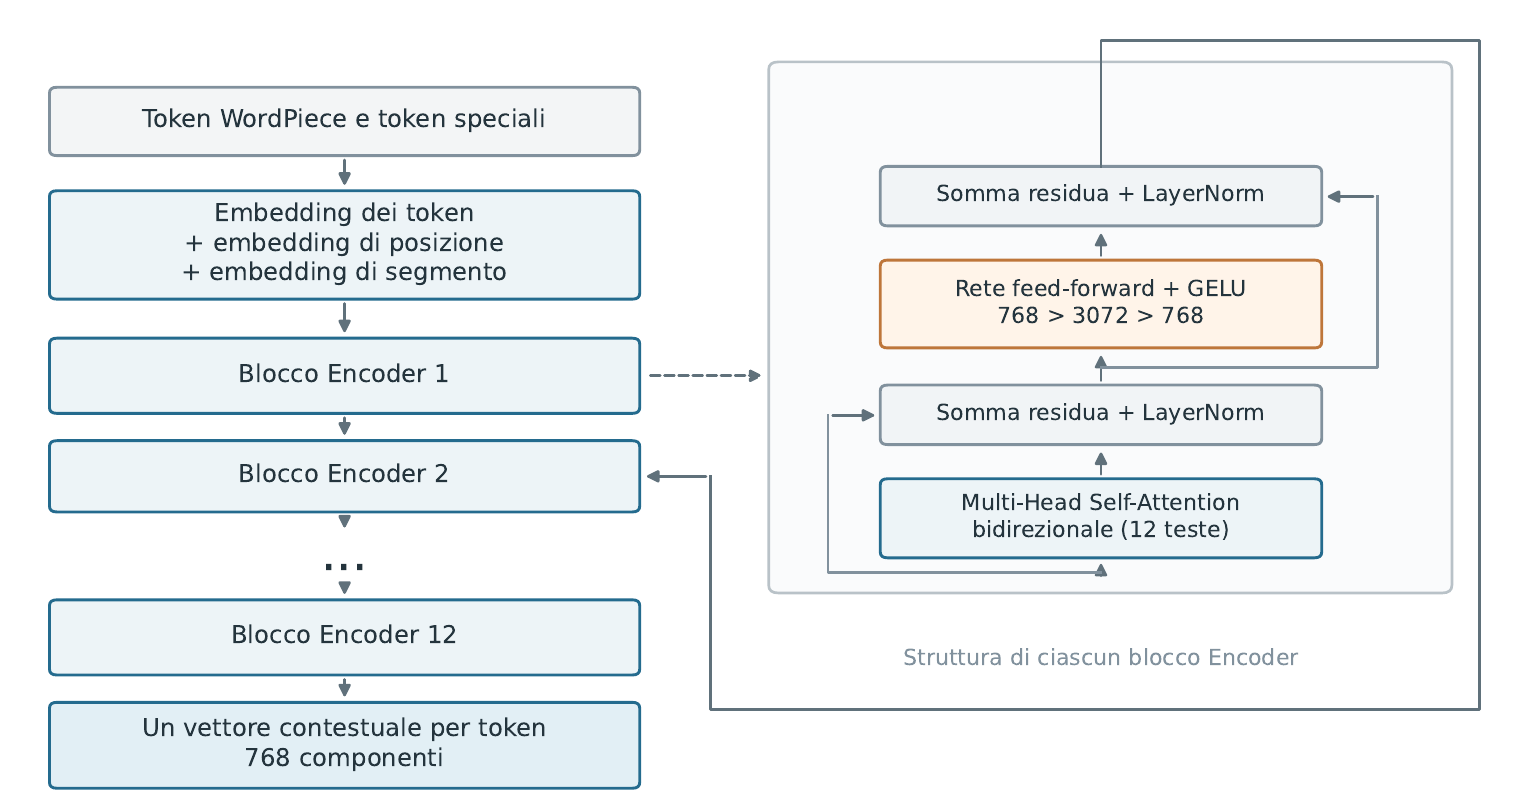 Token WordPiece e token speciali
Embedding dei token
+ embedding di posizione
+ embedding di segmento
Blocco Encoder 1
Blocco Encoder 2
...
Blocco Encoder 12
Un vettore contestuale per token
768 componenti
Somma residua + LayerNorm
Rete feed-forward + GELU
768 > 3072 > 768
Somma residua + LayerNorm
Multi-Head Self-Attention
bidirezionale (12 teste)
Struttura di ciascun blocco Encoder